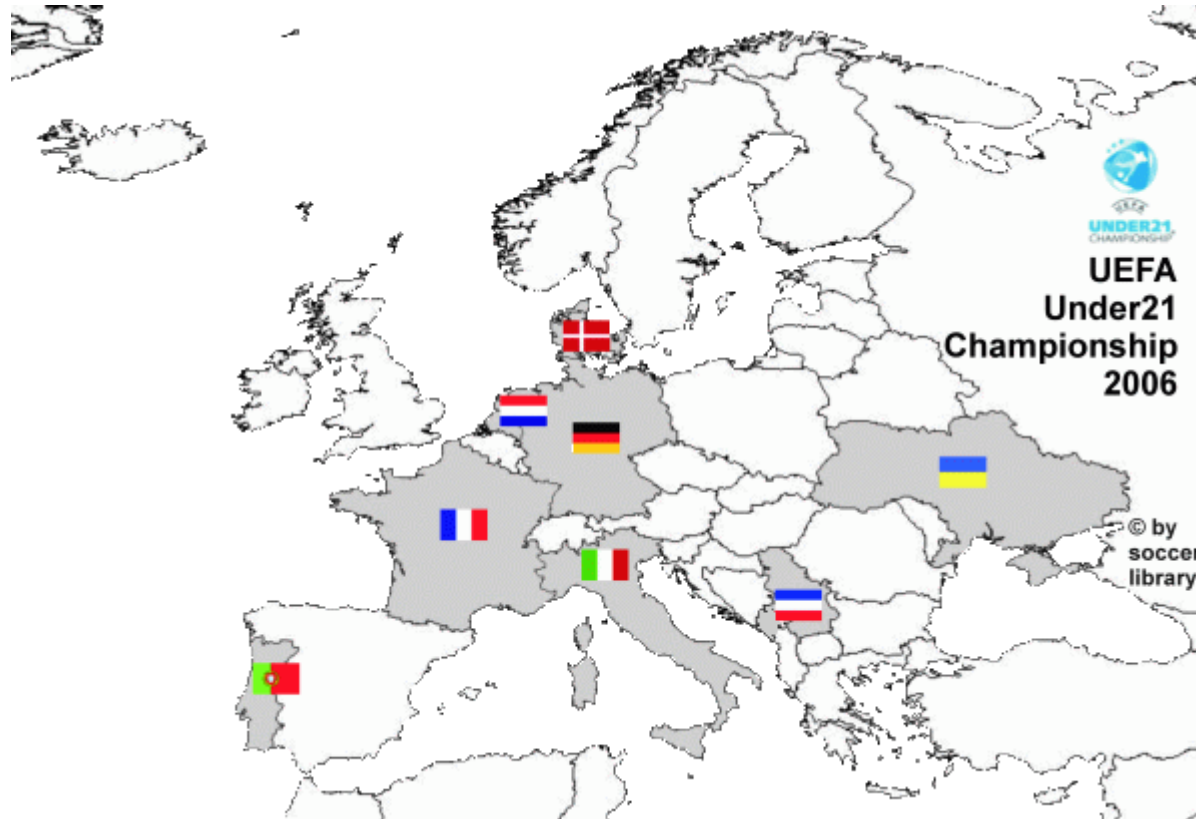 UEFA
UNDER21
CHAMPIONSHIP
UEFA
Under21
Championship
2006
© by
soccer
library